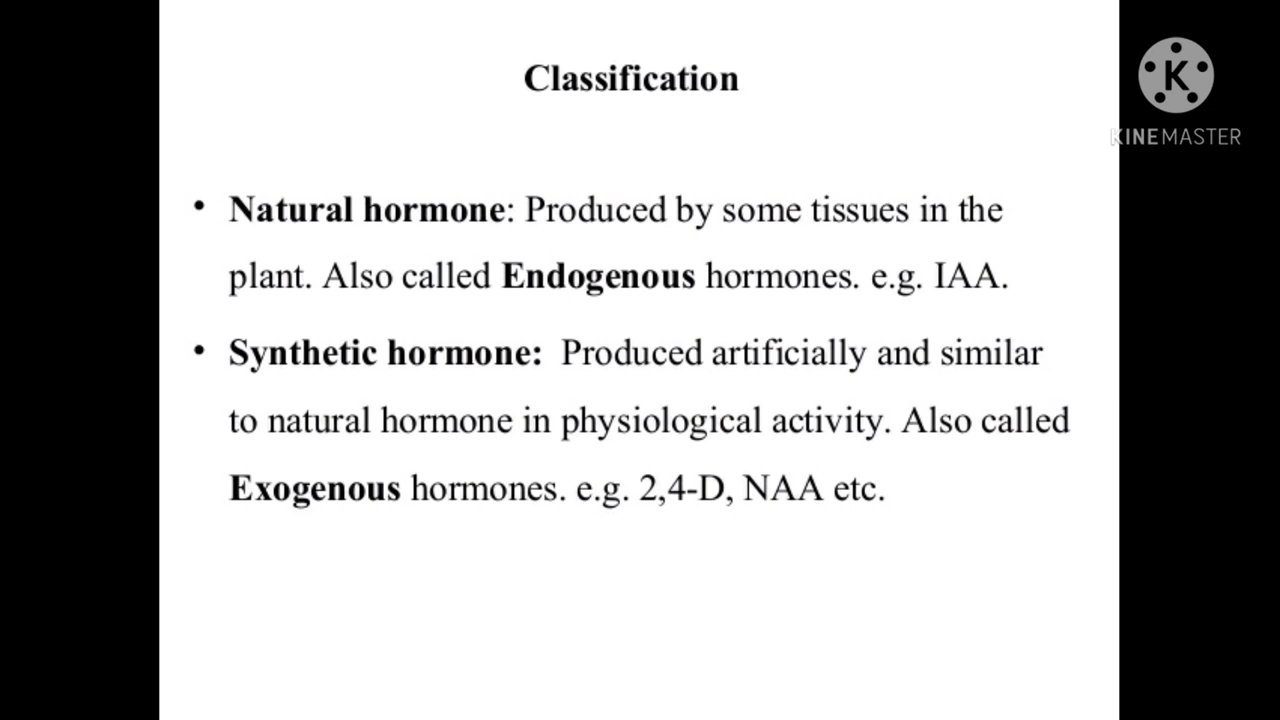 Classification
KINEMASTER
• Natural hormone: Produced by some tissues in the
plant. Also called Endogenous hormones. e.g. IAA.
• Synthetic hormone: Produced artificially and similar
to natural hormone in physiological activity. Also called
Exogenous hormones. e.g. 2,4-D, NAA etc.